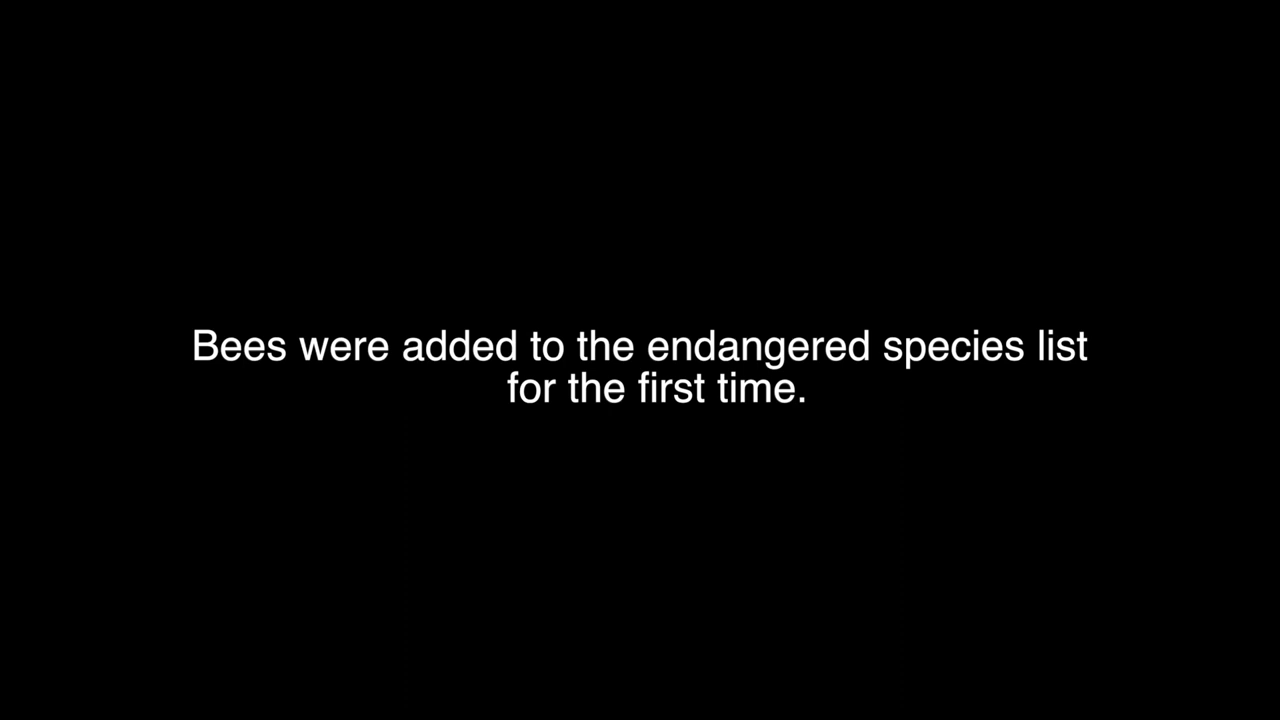 Bees were added to the endangered species list
for the first time.